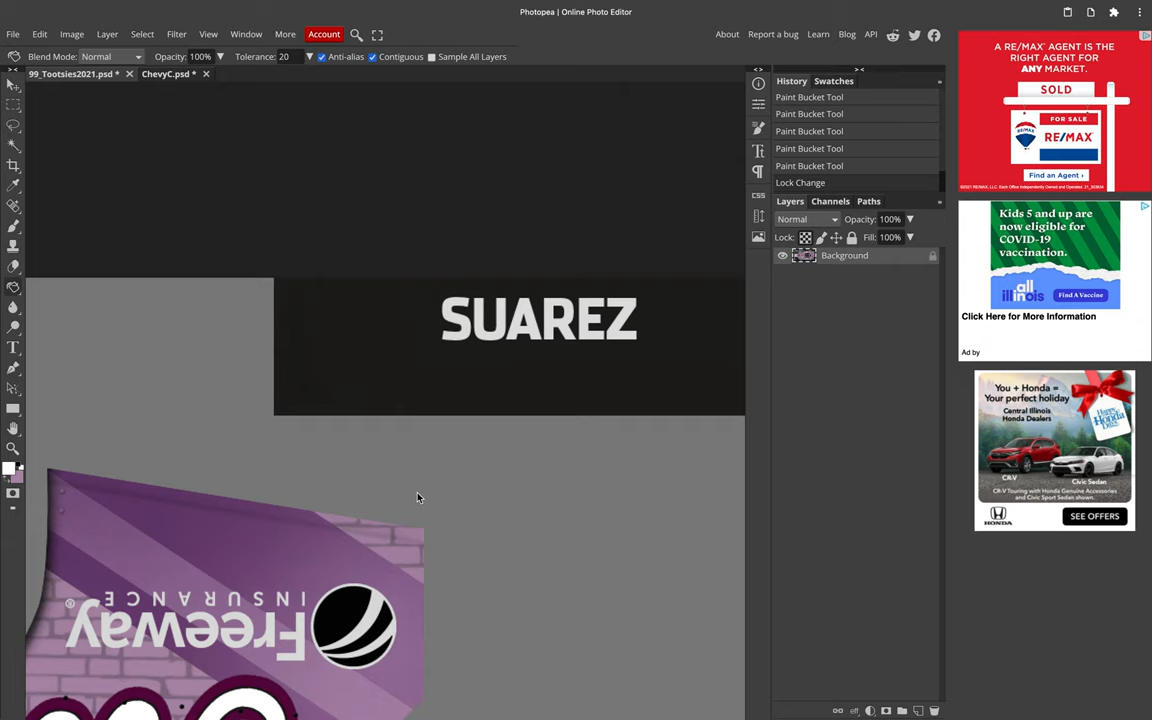 Photopea | Online Photo Editor
File Edit Image Layer Select Filter View Window More Account About Report a bug Learn Blog API
Blend Mode: Normal Opacity: 100% Tolerance: 20 Anti-alias Contiguous Sample All Layers
99_Tootsies2021.psd * ChevyC.psd *
History Swatches
Paint Bucket Tool
Paint Bucket Tool
Paint Bucket Tool
Paint Bucket Tool
Paint Bucket Tool
Lock Change
Layers Channels Paths
Normal Opacity: 100%
Lock: Fill: 100%
Background
CSS
eff
SUAREZ
Freeway
INSURANCE
®
A RE/MAX® AGENT IS THE
RIGHT AGENT FOR
ANY MARKET.
SOLD
FOR SALE
RE/MAX
RE/MAX
Find an Agent ›
Kids 5 and up are
now eligible for
COVID-19
vaccination.
all
illinois
Find A Vaccine
Click Here for More Information
Ad by
You + Honda =
Your perfect holiday
Central Illinois
Honda Dealers
Happy
Honda
Days
CR-V
Civic Sedan
HONDA
SEE OFFERS